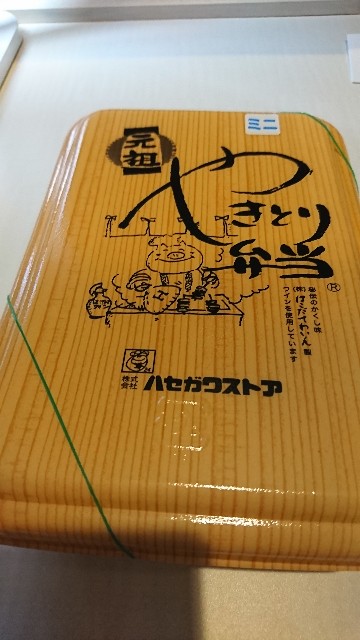 ミニ
元祖
やきとり弁当
®
秘伝のかくし味
(株)はこだてわいん製
ワインを使用しています
株式会社
ハセガワストア